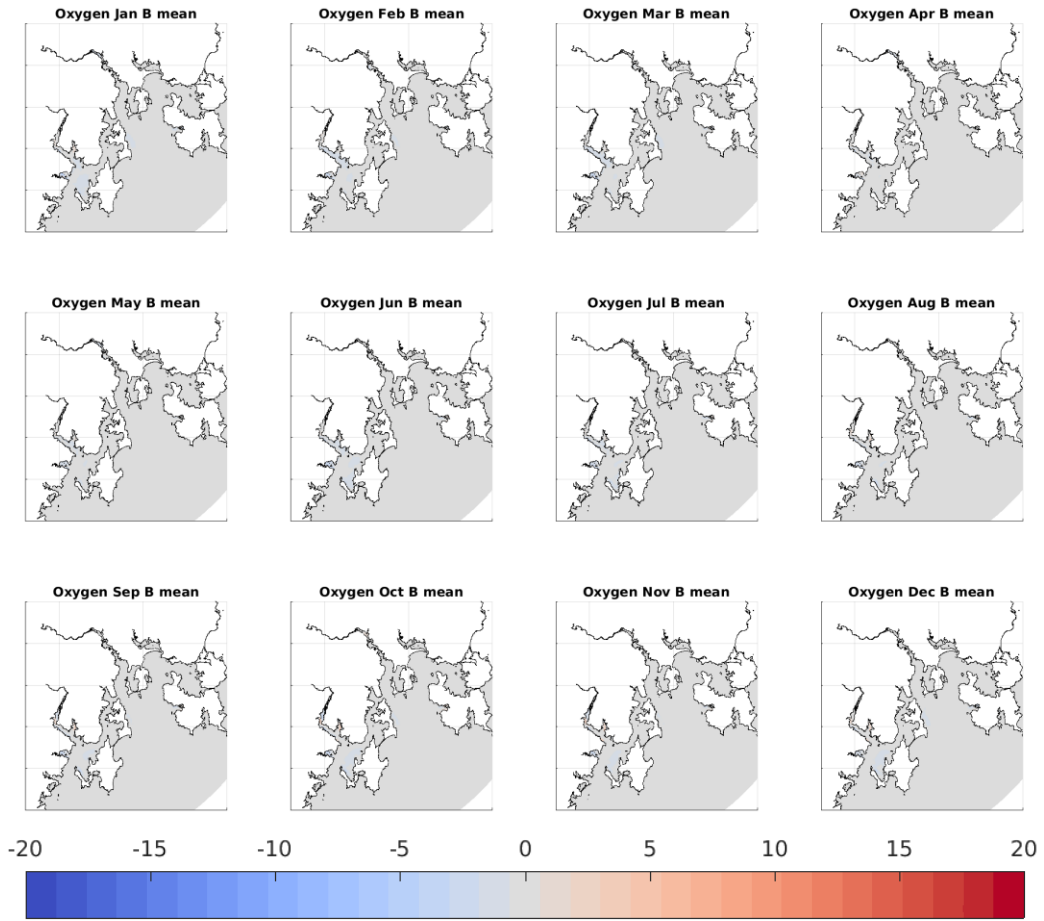 Oxygen Jan B mean Oxygen Feb B mean Oxygen Mar B mean Oxygen Apr B mean
Oxygen May B mean Oxygen Jun B mean Oxygen Jul B mean Oxygen Aug B mean
Oxygen Sep B mean Oxygen Oct B mean Oxygen Nov B mean Oxygen Dec B mean
-20 -15 -10 -5 0 5 10 15 20